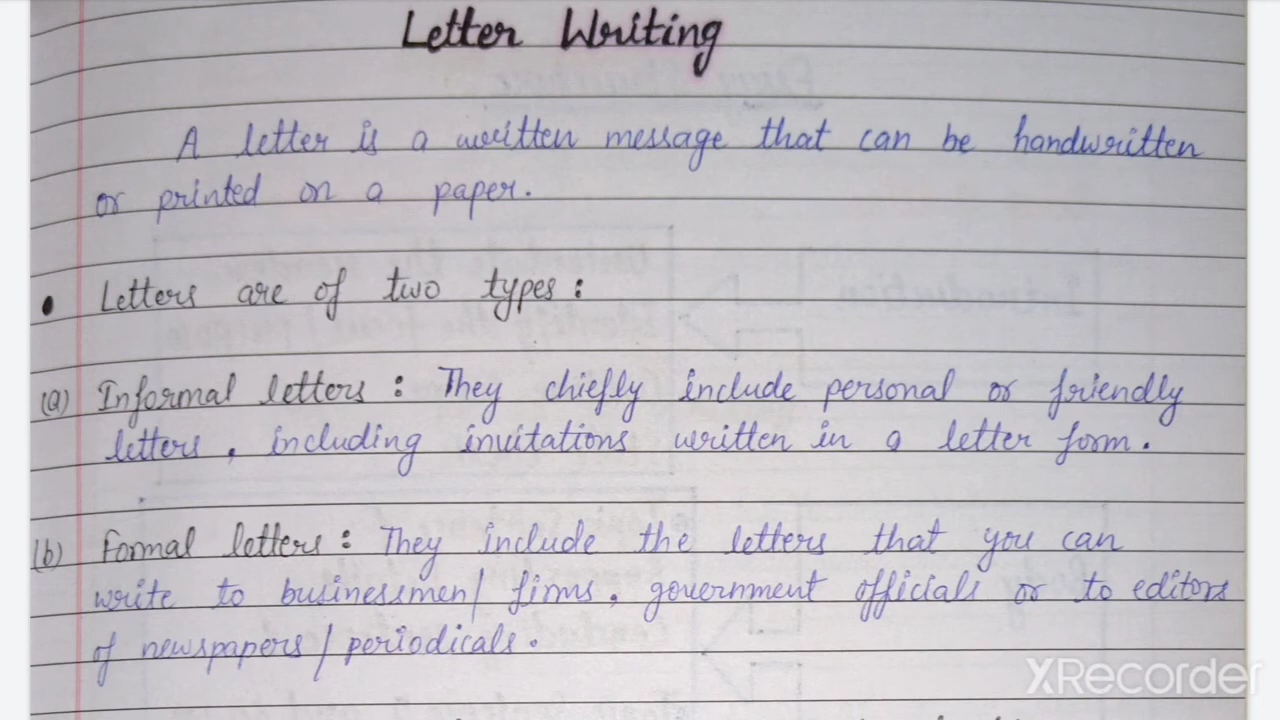 Letter Writing
A letter is a written message that can be handwritten
or printed on a paper.
• Letters are of two types :
(a) Informal letters : They chiefly include personal or friendly
letters, including invitations written in a letter form.
(b) Formal letters : They include the letters that you can
write to businessmen/ firms, government officials or to editors
of newspapers/periodicals.
XRecorder